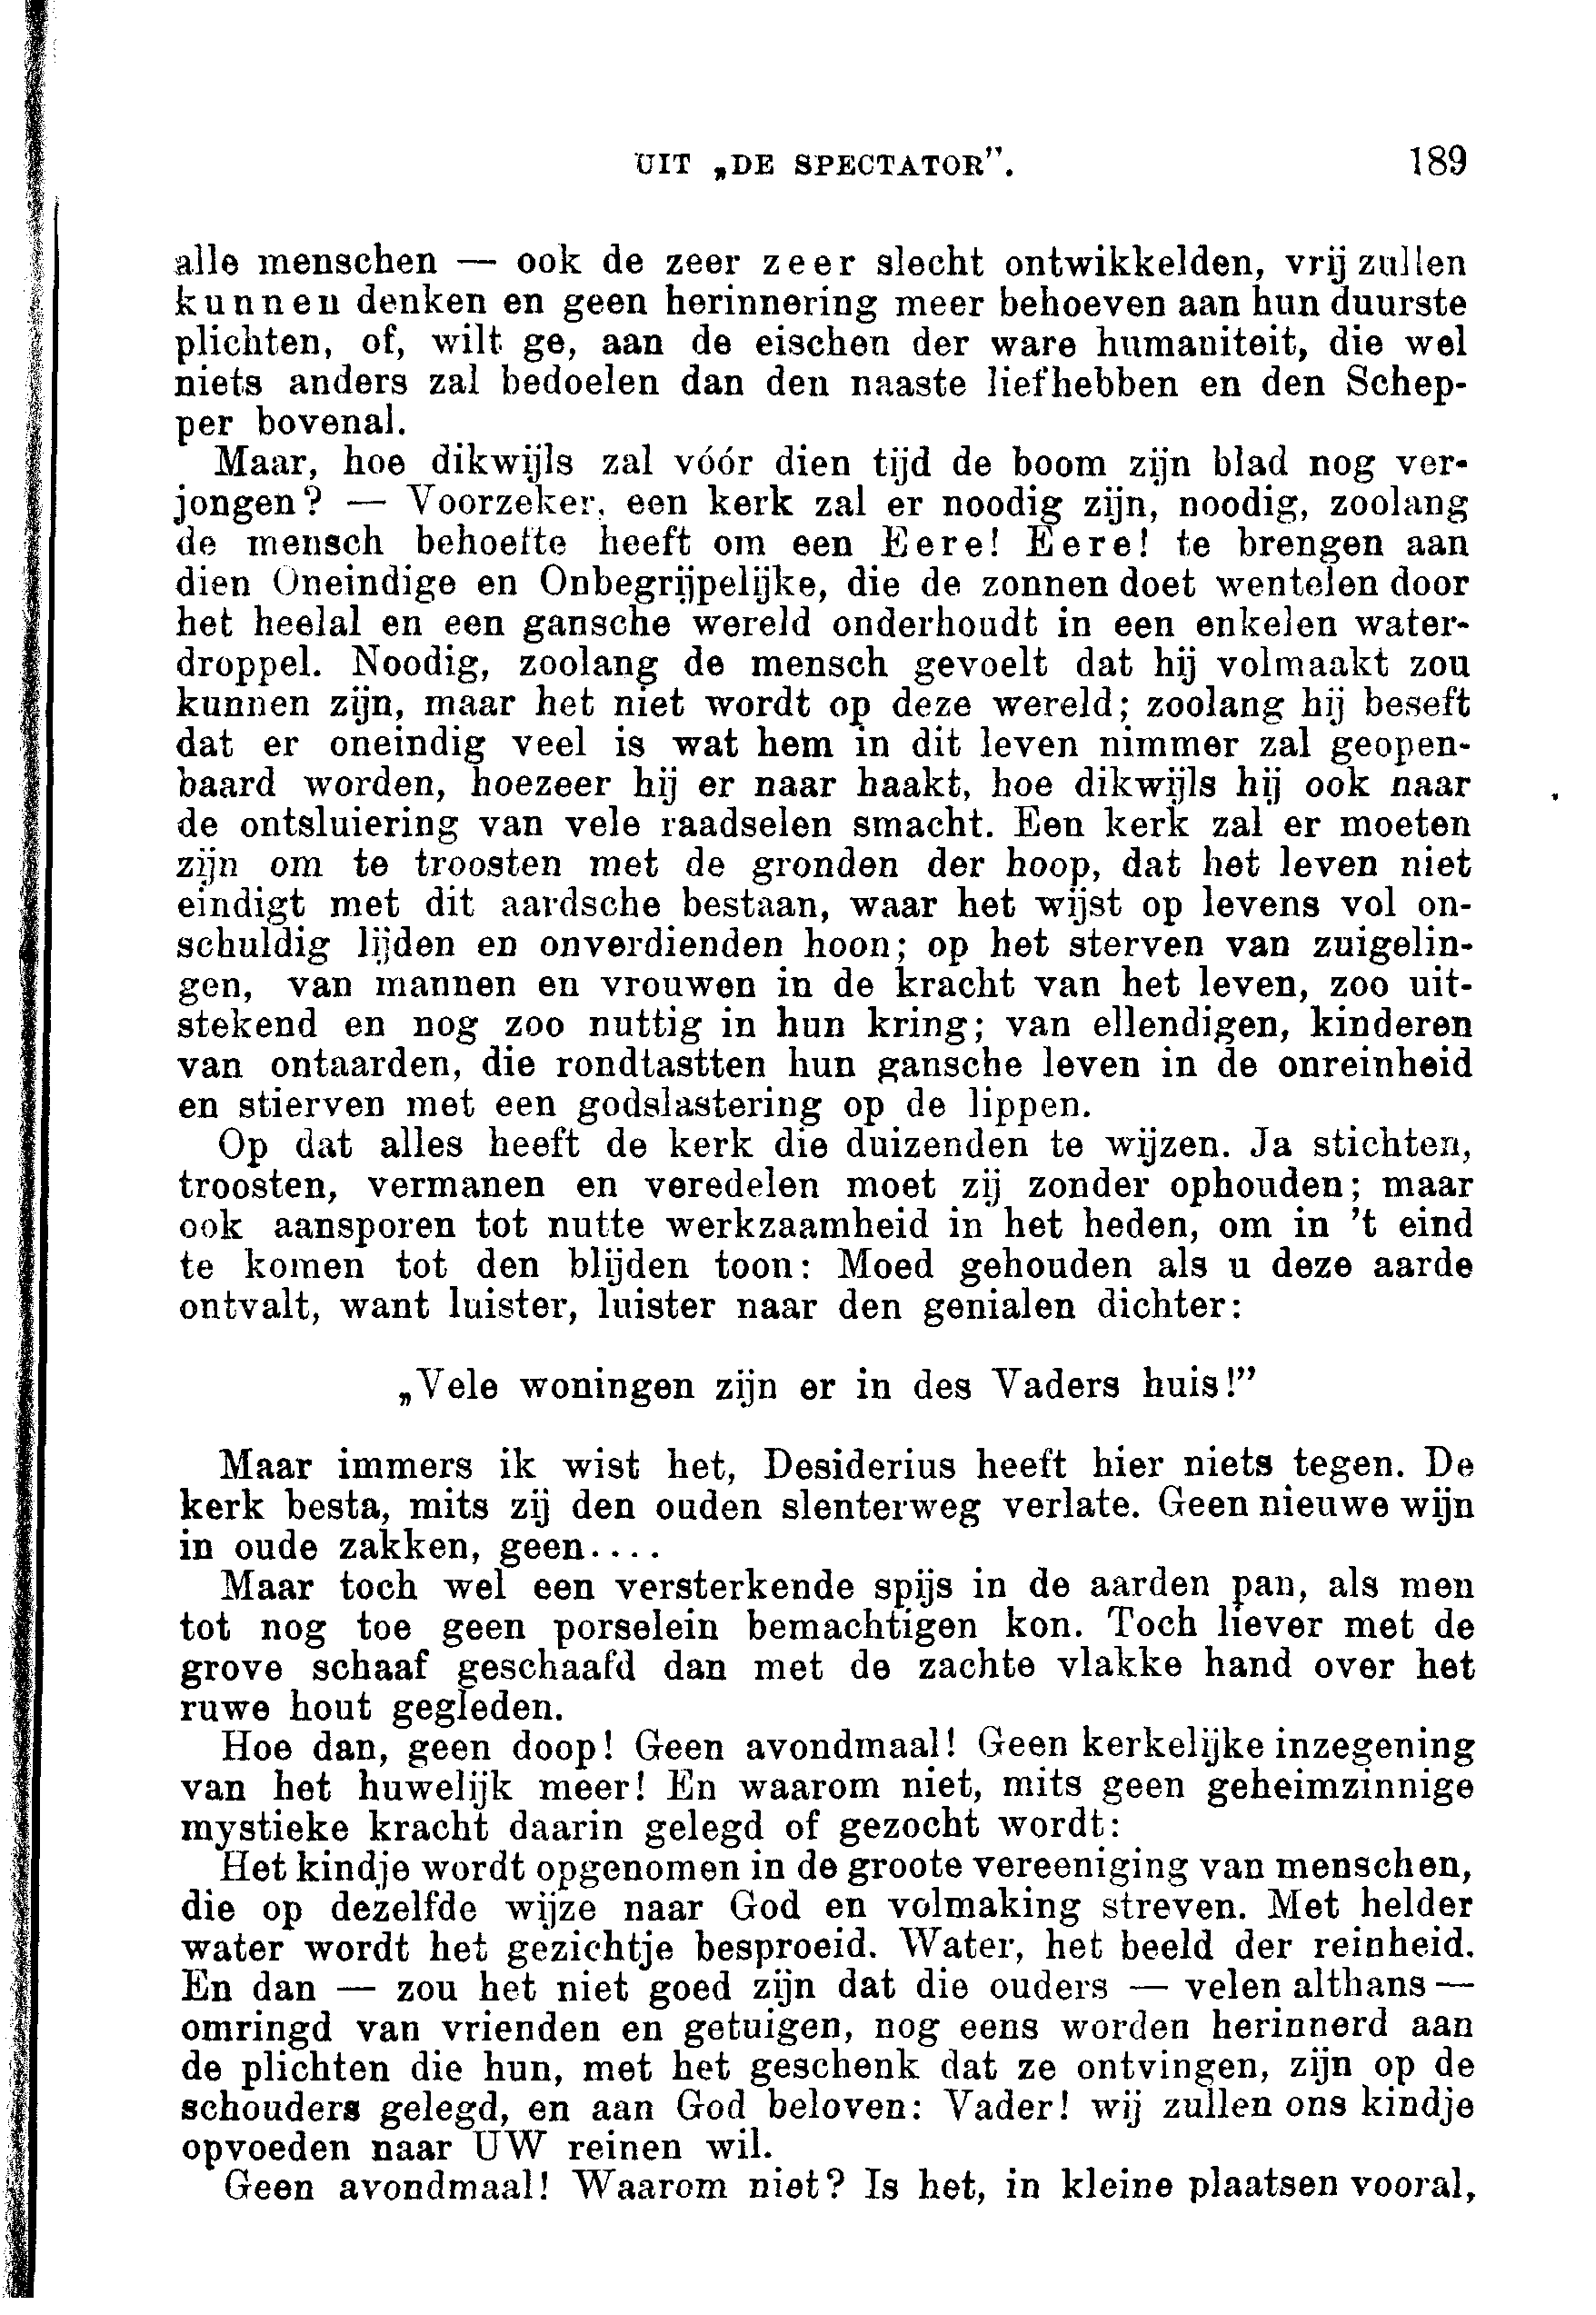 UIT „DE SPECTATOR”. 189
alle menschen — ook de zeer zeer slecht ontwikkelden, vrij zullen
kunnen denken en geen herinnering meer behoeven aan hun duurste
plichten, of, wilt ge, aan de eischen der ware humaniteit, die wel
niets anders zal bedoelen dan den naaste liefhebben en den Schep-
per bovenal.
Maar, hoe dikwijls zal vóór dien tijd de boom zijn blad nog ver-
jongen? — Voorzeker, een kerk zal er noodig zijn, noodig, zoolang
de mensch behoefte heeft om een Eere! Eere! te brengen aan
dien Oneindige en Onbegrijpelijke, die de zonnen doet wentelen door
het heelal en een gansche wereld onderhoudt in een enkelen water-
droppel. Noodig, zoolang de mensch gevoelt dat hij volmaakt zou
kunnen zijn, maar het niet wordt op deze wereld; zoolang hij beseft
dat er oneindig veel is wat hem in dit leven nimmer zal geopen-
baard worden, hoezeer hij er naar haakt, hoe dikwijls hij ook naar
de ontsluiering van vele raadselen smacht. Een kerk zal er moeten
zijn om te troosten met de gronden der hoop, dat het leven niet
eindigt met dit aardsche bestaan, waar het wijst op levens vol on-
schuldig lijden en onverdienden hoon; op het sterven van zuigelin-
gen, van mannen en vrouwen in de kracht van het leven, zoo uit-
stekend en nog zoo nuttig in hun kring; van ellendigen, kinderen
van ontaarden, die rondtastten hun gansche leven in de onreinheid
en stierven met een godslastering op de lippen.
Op dat alles heeft de kerk die duizenden te wijzen. Ja stichten,
troosten, vermanen en veredelen moet zij zonder ophouden; maar
ook aansporen tot nutte werkzaamheid in het heden, om in ’t eind
te komen tot den blijden toon: Moed gehouden als u deze aarde
ontvalt, want luister, luister naar den genialen dichter:
„Vele woningen zijn er in des Vaders huis!”
Maar immers ik wist het, Desiderius heeft hier niets tegen. De
kerk besta, mits zij den ouden slenterweg verlate. Geen nieuwe wijn
in oude zakken, geen....
Maar toch wel een versterkende spijs in de aarden pan, als men
tot nog toe geen porselein bemachtigen kon. Toch liever met de
grove schaaf geschaafd dan met de zachte vlakke hand over het
ruwe hout gegleden.
Hoe dan, geen doop! Geen avondmaal! Geen kerkelijke inzegening
van het huwelijk meer! En waarom niet, mits geen geheimzinnige
mystieke kracht daarin gelegd of gezocht wordt:
Het kindje wordt opgenomen in de groote vereeniging van menschen,
die op dezelfde wijze naar God en volmaking streven. Met helder
water wordt het gezichtje besproeid. Water, het beeld der reinheid.
En dan — zou het niet goed zijn dat die ouders — velen althans —
omringd van vrienden en getuigen, nog eens worden herinnerd aan
de plichten die hun, met het geschenk dat ze ontvingen, zijn op de
schouders gelegd, en aan God beloven: Vader! wij zullen ons kindje
opvoeden naar UW reinen wil.
Geen avondmaal! Waarom niet? Is het, in kleine plaatsen vooral,